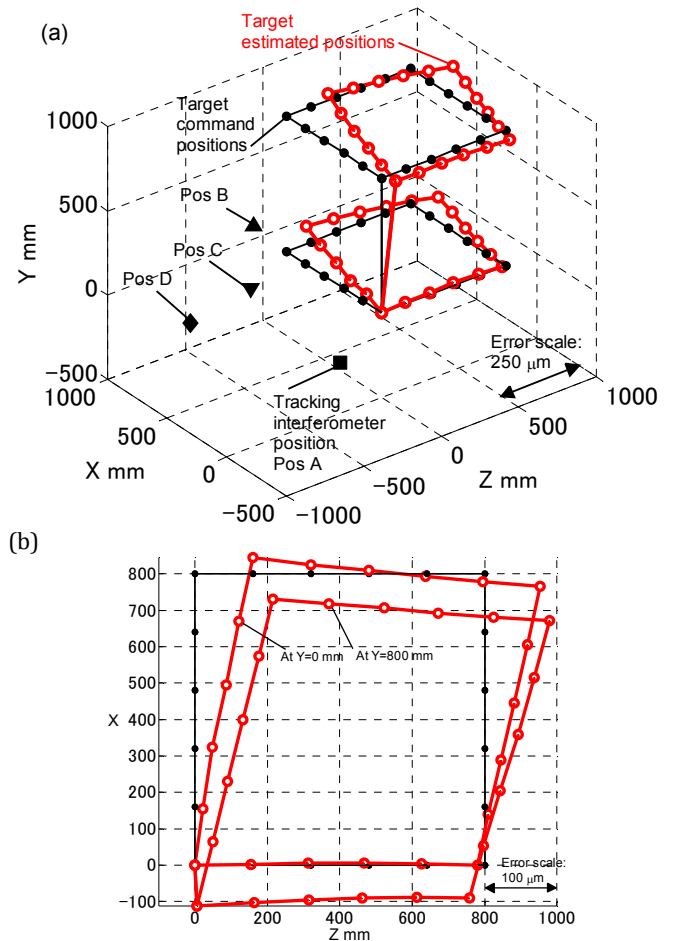 (a)
Target
estimated positions
Target
command
positions
1000
500
0
-500
Y mm
Pos B
Pos C
Pos D
Error scale:
250 μm
Tracking
interferometer
position
Pos A
1000
500
0
-500
X mm
-1000
-500
0
500
1000
Z mm
(b)
800
700
600
500
400
300
200
100
0
-100
X
At Y=0 mm
At Y=800 mm
Error scale:
100 μm
0
200
400
600
800
1000
Z mm